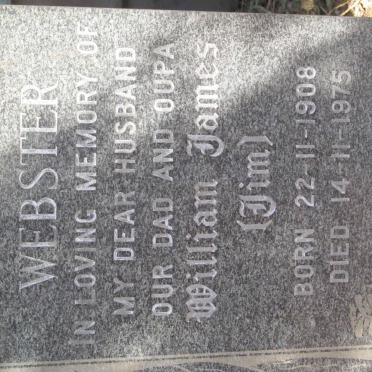 WEBSTER
IN LOVING MEMORY OF
MY DEAR HUSBAND
OUR DAD AND OUPA
William James
(Jim)
BORN 22-11-1908
DIED 14-11-1975